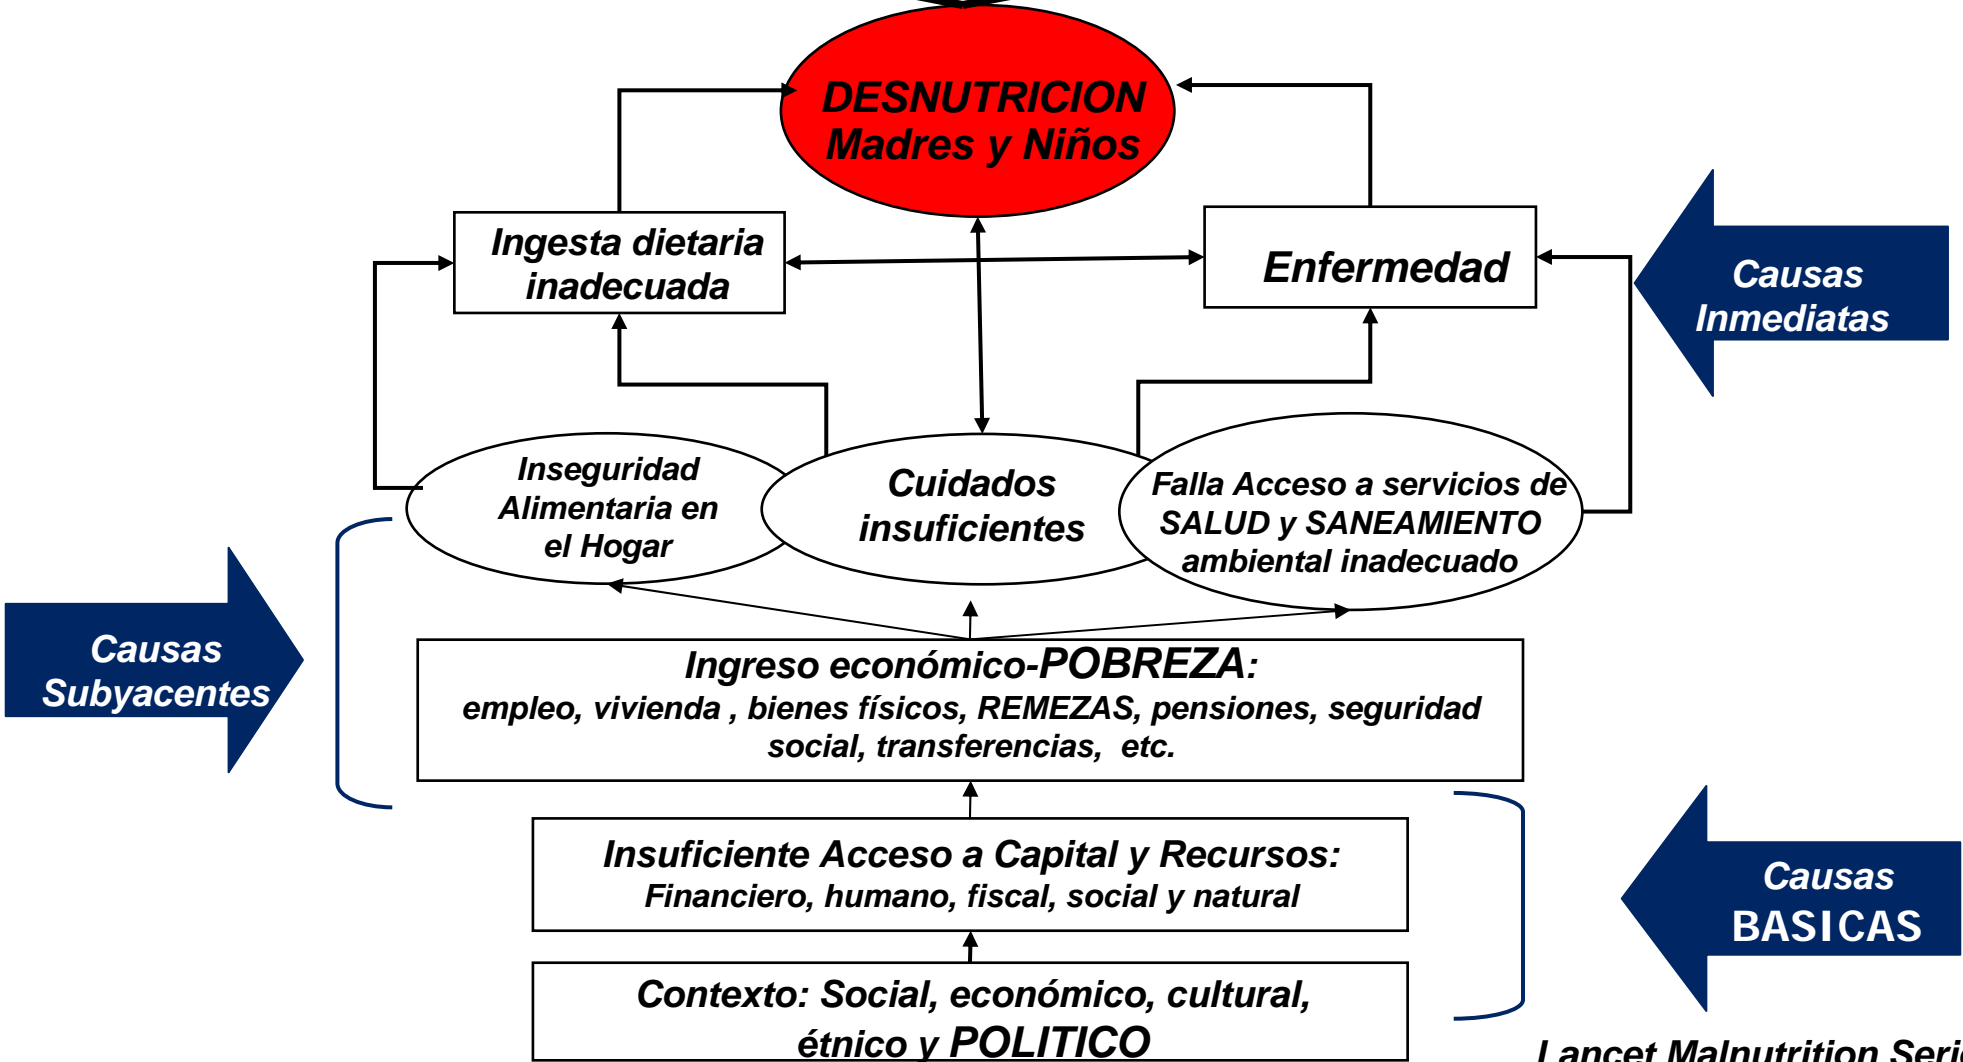 DESNUTRICION
Madres y Niños
Ingesta dietaria
inadecuada
Enfermedad
Causas
Inmediatas
Inseguridad
Alimentaria en
el Hogar
Cuidados
insuficientes
Falla Acceso a servicios de
SALUD y SANEAMIENTO
ambiental inadecuado
Causas
Subyacentes
Ingreso económico-POBREZA:
empleo, vivienda , bienes físicos, REMEZAS, pensiones, seguridad
social, transferencias, etc.
Insuficiente Acceso a Capital y Recursos:
Financiero, humano, fiscal, social y natural
Causas
BASICAS
Contexto: Social, económico, cultural,
étnico y POLITICO
Lancet Malnutrition